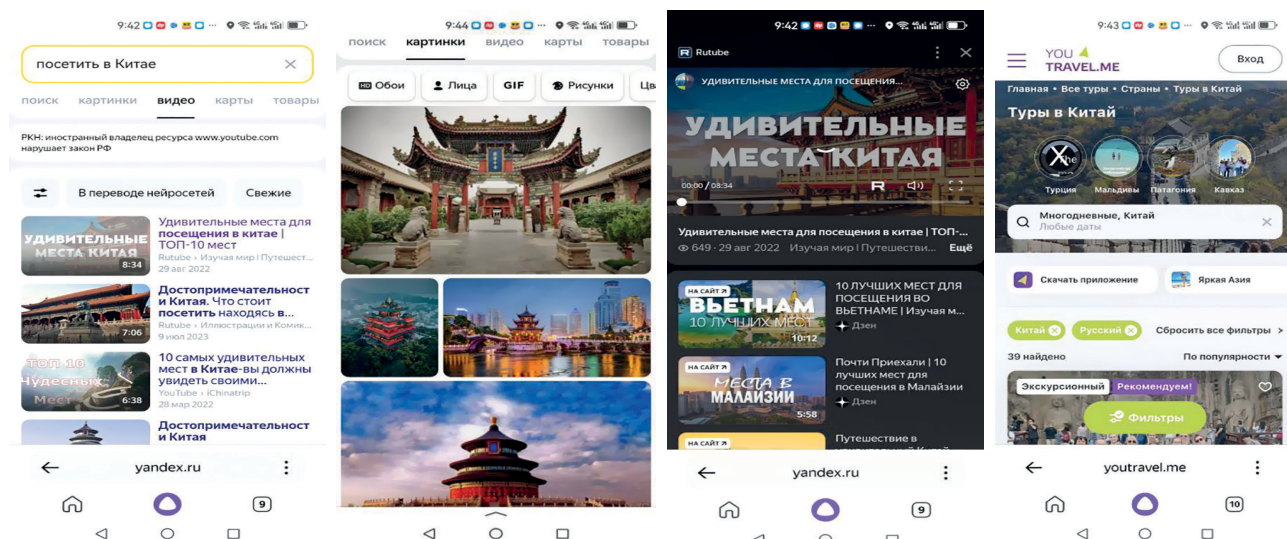 9:42
посетить в Китае
поиск картинки видео карты товары
РКН: иностранный владелец ресурса www.youtube.com
нарушает закон РФ
В переводе нейросетей Свежие
УДИВИТЕЛЬНЫЕ
МЕСТА КИТАЯ
8:34
Удивительные места для
посещения в китае |
ТОП-10 мест
Rutube › Изучая мир I Путешест...
29 авг 2022
7:06
Достопримечательност
и Китая. Что стоит
посетить находясь в...
Rutube › Иллюстрации и Комик...
9 июл 2023
ТОП 10
Чудесных
Мест
6:38
10 самых удивительных
мест в Китае-вы должны
увидеть своими...
YouTube › iChinatrip
28 мар 2022
Достопримечательност
и Китая
yandex.ru
9
9:44
поиск картинки видео карты товары
HD Обои Лица GIF Рисунки Цв
9:42
Rutube
УДИВИТЕЛЬНЫЕ МЕСТА ДЛЯ ПОСЕЩЕНИЯ...
УДИВИТЕЛЬНЫЕ
МЕСТА КИТАЯ
00:00 / 08:34
Удивительные места для посещения в китае | ТОП-...
649 · 29 авг 2022 Изучая мир I Путешестви... Ещё
НА САЙТ
ВЬЕТНАМ
10 ЛУЧШИХ МЕСТ
10:12
10 ЛУЧШИХ МЕСТ ДЛЯ
ПОСЕЩЕНИЯ ВО
ВЬЕТНАМЕ | Изучая м...
Дзен
НА САЙТ
МЕСТА В
МАЛАЙЗИИ
5:58
Почти Приехали | 10
лучших мест для
посещения в Малайзии
Дзен
НА САЙТ
Путешествие в
yandex.ru
9
9:43
YOU
TRAVEL.ME
Вход
Главная • Все туры • Страны • Туры в Китай
Туры в Китай
Турция Мальдивы Патагония Кавказ
Многодневные, Китай
Любые даты
Скачать приложение Яркая Азия
Китай Русский Сбросить все фильтры >
39 найдено По популярности
Экскурсионный Рекомендуем!
Фильтры
youtravel.me
10